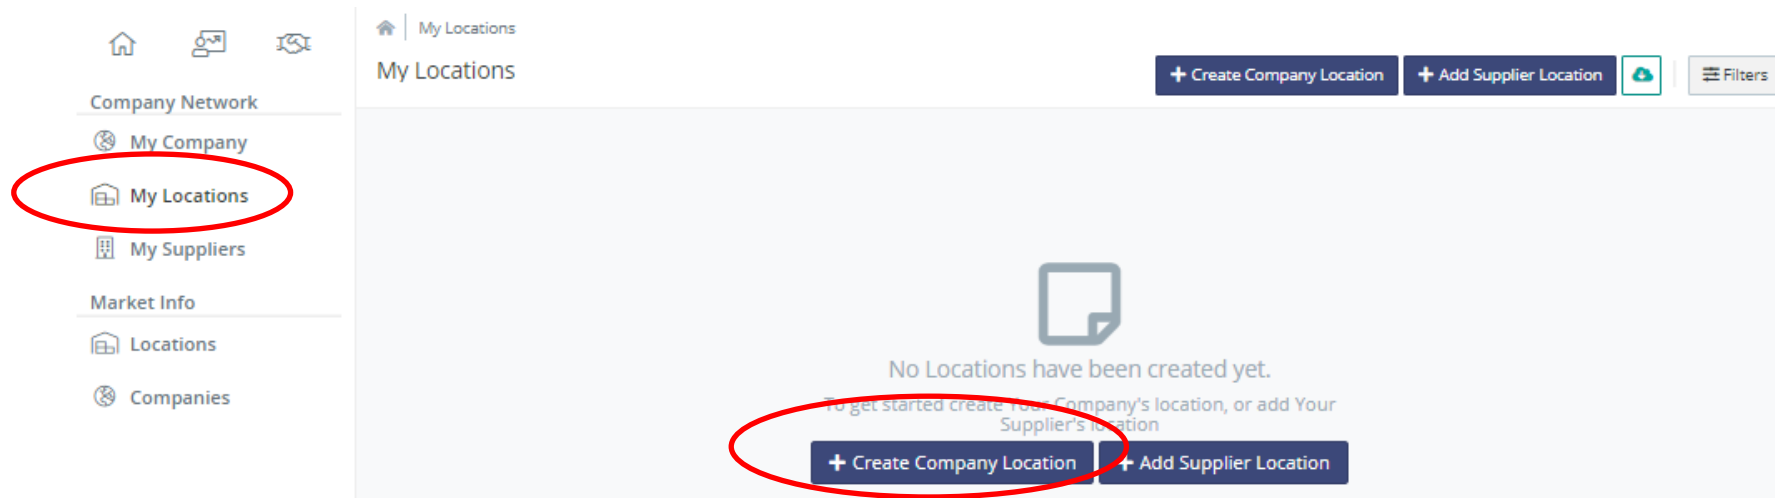 My Locations
My Locations
+ Create Company Location
+ Add Supplier Location
Filters
Company Network
My Company
My Locations
My Suppliers
Market Info
Locations
Companies
No Locations have been created yet.
To get started create Your Company's location, or add Your
Supplier's location
+ Create Company Location
+ Add Supplier Location